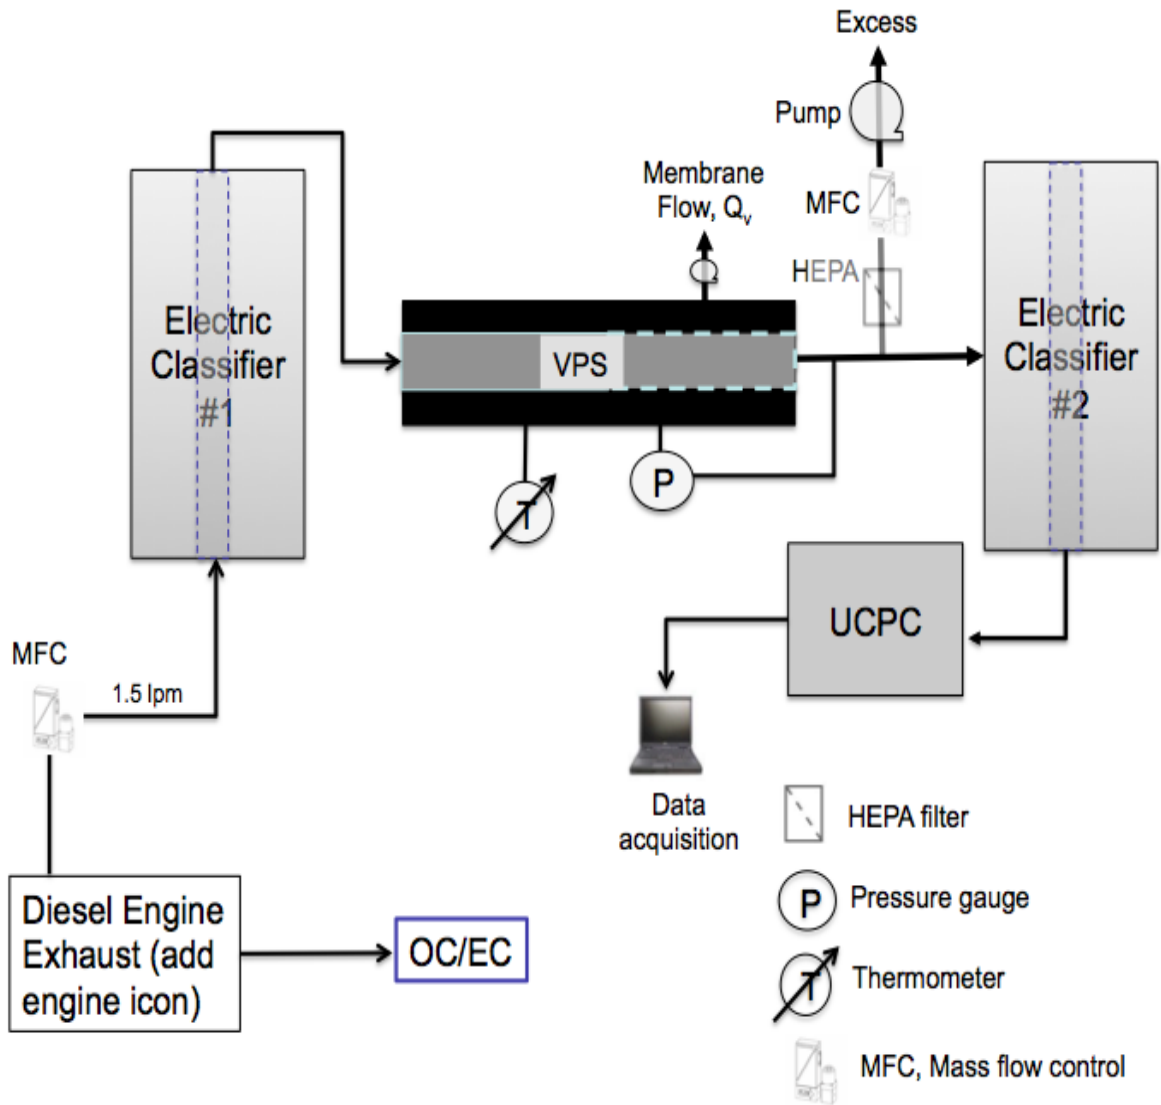 Excess
Pump
Membrane
Flow, Qv
MFC
HEPA
Electric
Classifier
#1
VPS
Electric
Classifier
#2
P
T
UCPC
MFC
1.5 lpm
Data
acquisition
HEPA filter
Diesel Engine
Exhaust (add
engine icon)
OC/EC
P
Pressure gauge
T
Thermometer
MFC, Mass flow control